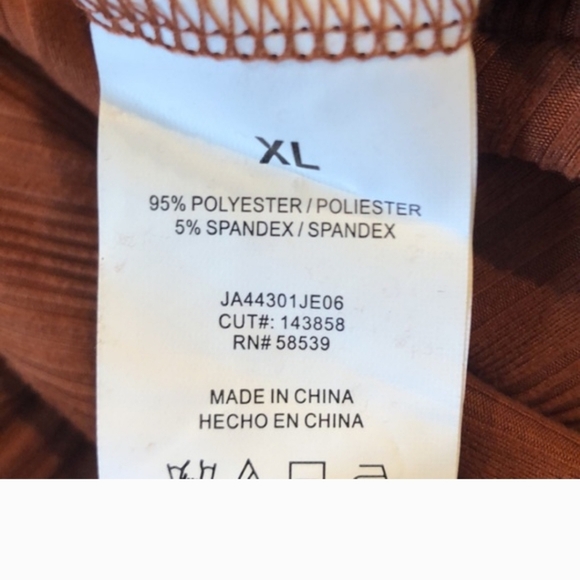 XL
95% POLYESTER / POLIESTER
5% SPANDEX / SPANDEX
JA44301JE06
CUT#: 143858
RN# 58539
MADE IN CHINA
HECHO EN CHINA